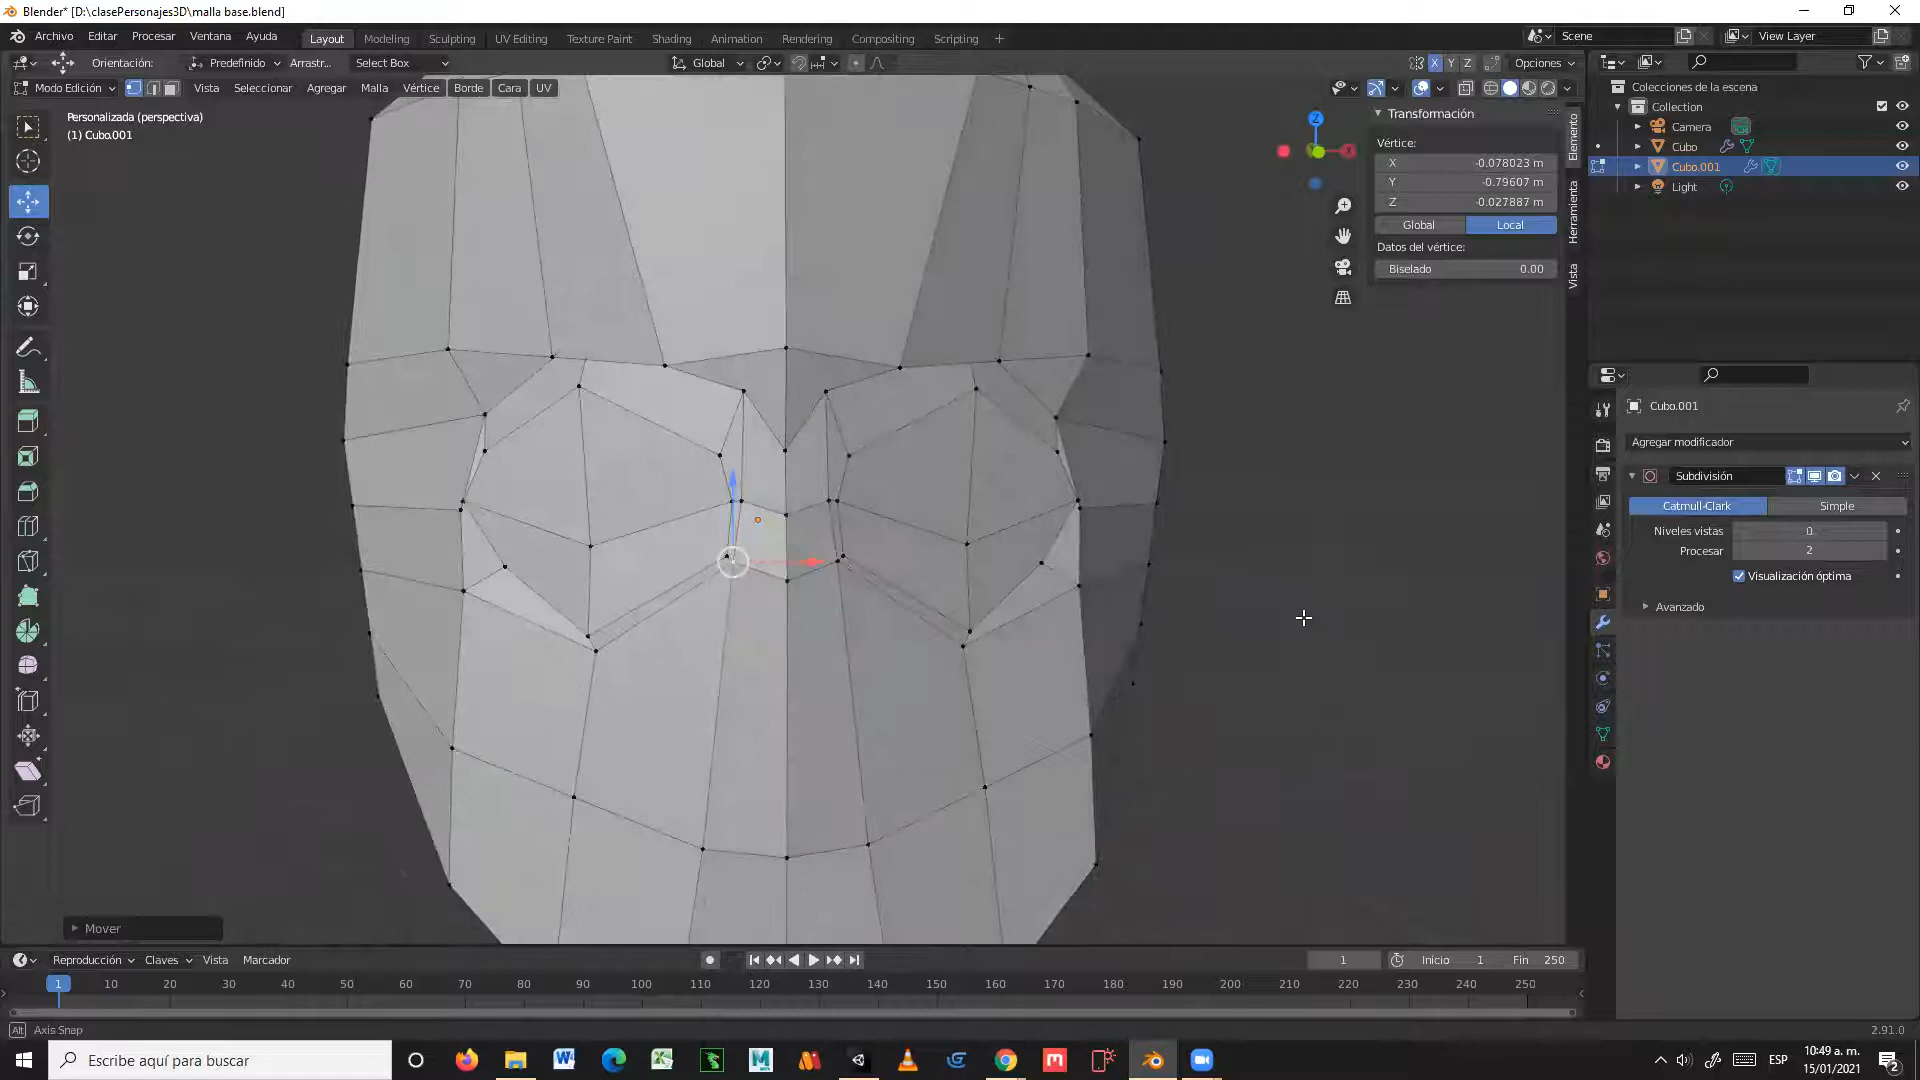 Blender* [D:\clasePersonajes3D\malla base.blend]
Archivo Editar Procesar Ventana Ayuda Layout Modeling Sculpting UV Editing Texture Paint Shading Animation Rendering Compositing Scripting + Scene View Layer
Orientación: Predefinido Arrastr... Select Box Global X Y Z Opciones
Modo Edición Vista Seleccionar Agregar Malla Vértice Borde Cara UV
Personalizada (perspectiva)
(1) Cubo.001
Z
X
Transformación
Vértice:
X -0.078023 m
Y -0.79607 m
Z -0.027887 m
Global Local
Datos del vértice:
Biselado 0.00
Elemento
Herramienta
Vista
Colecciones de la escena
Collection
Camera
Cubo
Cubo.001
Light
Cubo.001
Agregar modificador
Subdivisión
Catmull-Clark Simple
Niveles vistas 0
Procesar 2
Visualización óptima
Avanzado
Mover
Reproducción Claves Vista Marcador 1 Inicio 1 Fin 250
1 10 20 30 40 50 60 70 80 90 100 110 120 130 140 150 160 170 180 190 200 210 220 230 240 250
Alt Axis Snap 2.91.0
Escribe aquí para buscar
ESP
10:49 a. m.
15/01/2021
2